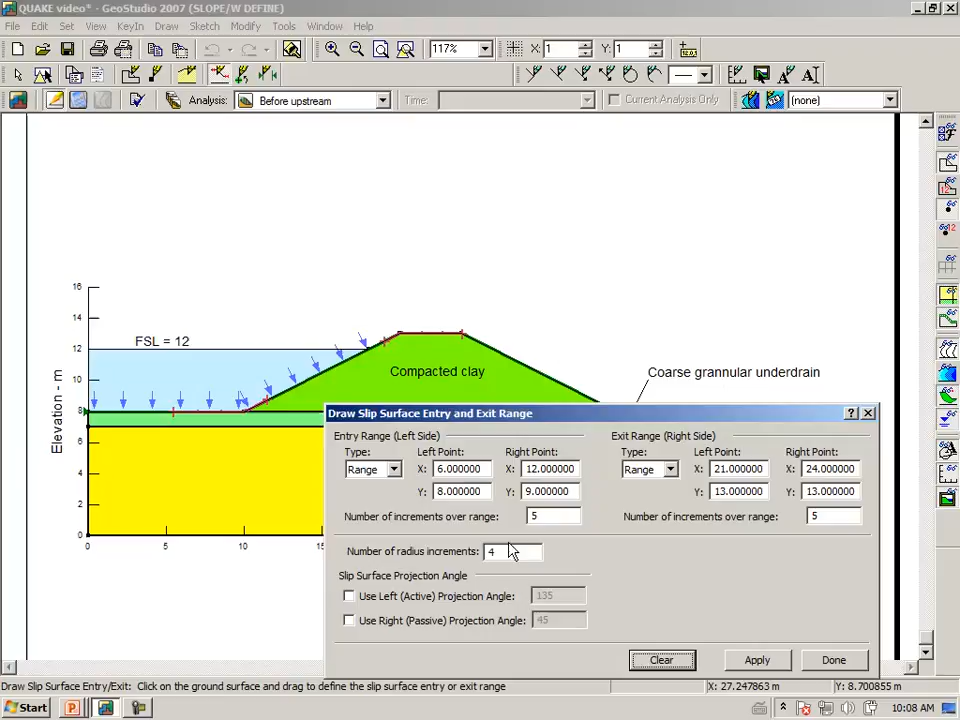 QUAKE video* - GeoStudio 2007 (SLOPE/W DEFINE)
File Edit Set View KeyIn Draw Sketch Modify Tools Window Help
117% X: 1 Y: 1
Analysis: Before upstream Time: Current Analysis Only (none)
16
14
12
10
8
6
4
2
0
Elevation - m
FSL = 12
Compacted clay
Coarse grannular underdrain
0 5 10 15
Draw Slip Surface Entry and Exit Range
Entry Range (Left Side) Exit Range (Right Side)
Type: Left Point: Right Point: Type: Left Point: Right Point:
Range X: 6.000000 X: 12.000000 Range X: 21.000000 X: 24.000000
Y: 8.000000 Y: 9.000000 Y: 13.000000 Y: 13.000000
Number of increments over range: 5 Number of increments over range: 5
Number of radius increments: 4
Slip Surface Projection Angle
Use Left (Active) Projection Angle: 135
Use Right (Passive) Projection Angle: 45
Clear Apply Done
Draw Slip Surface Entry/Exit: Click on the ground surface and drag to define the slip surface entry or exit range X: 27.247863 m Y: 8.700855 m
Start 10:08 AM